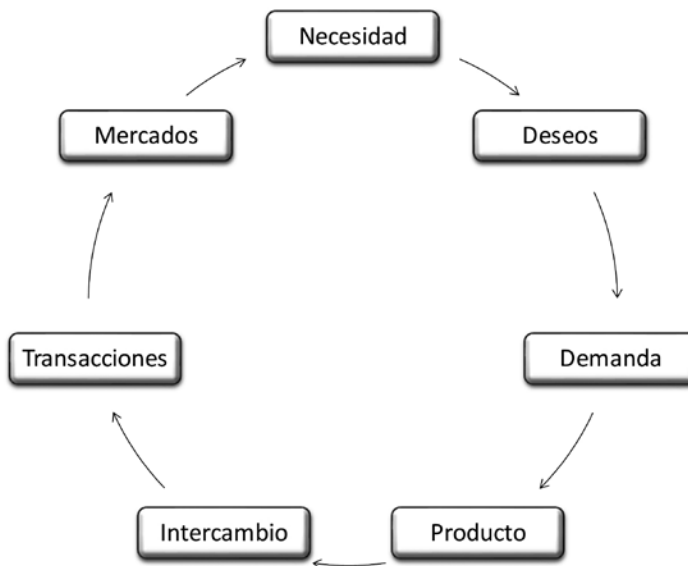 Necesidad
Deseos
Demanda
Producto
Intercambio
Transacciones
Mercados